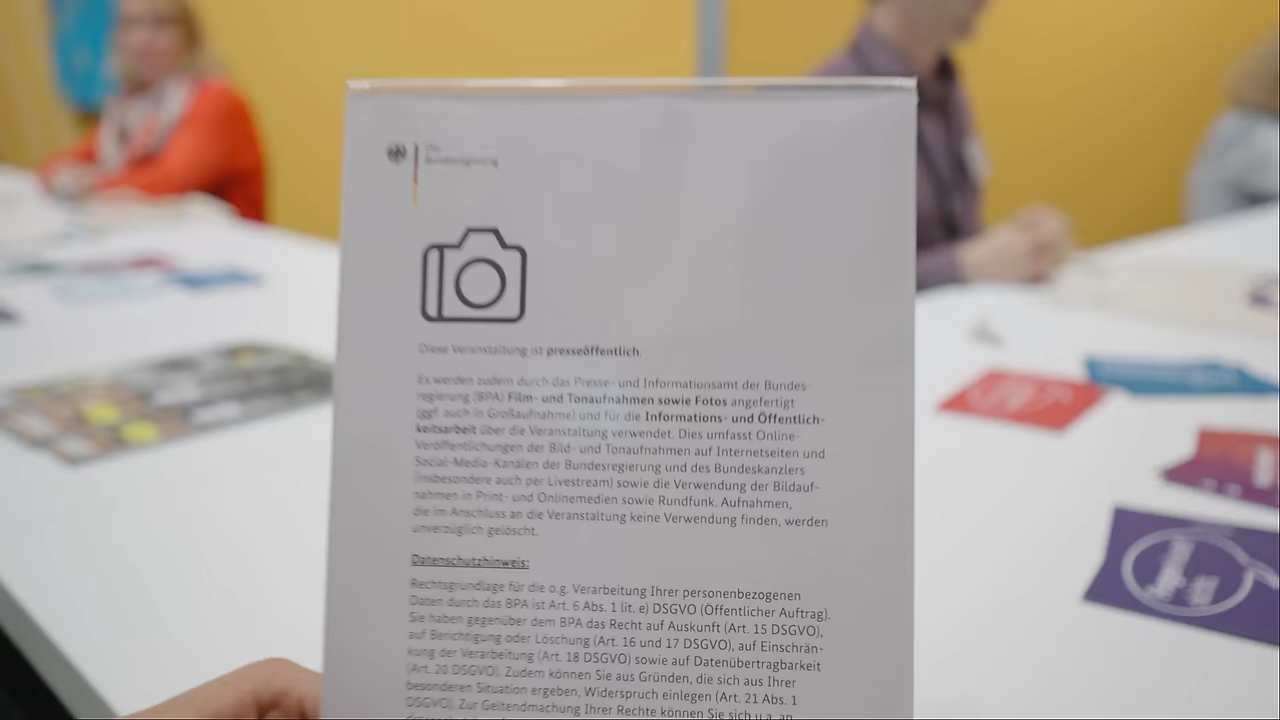 Die
Bundesregierung
Diese Veranstaltung ist presseöffentlich.
Es werden zudem durch das Presse- und Informationsamt der Bundes-
regierung (BPA) Film- und Tonaufnahmen sowie Fotos angefertigt
(ggf. auch in Großaufnahme) und für die Informations- und Öffentlich-
keitsarbeit über die Veranstaltung verwendet. Dies umfasst Online-
Veröffentlichungen der Bild- und Tonaufnahmen auf Internetseiten und
Social-Media-Kanälen der Bundesregierung und des Bundeskanzlers
(insbesondere auch per Livestream) sowie die Verwendung der Bildauf-
nahmen in Print- und Onlinemedien sowie Rundfunk. Aufnahmen,
die im Anschluss an die Veranstaltung keine Verwendung finden, werden
unverzüglich gelöscht.
Datenschutzhinweis:
Rechtsgrundlage für die o.g. Verarbeitung Ihrer personenbezogenen
Daten durch das BPA ist Art. 6 Abs. 1 lit. e) DSGVO (Öffentlicher Auftrag).
Sie haben gegenüber dem BPA das Recht auf Auskunft (Art. 15 DSGVO),
auf Berichtigung oder Löschung (Art. 16 und 17 DSGVO), auf Einschrän-
kung der Verarbeitung (Art. 18 DSGVO) sowie auf Datenübertragbarkeit
(Art. 20 DSGVO). Zudem können Sie aus Gründen, die sich aus Ihrer
besonderen Situation ergeben, Widerspruch einlegen (Art. 21 Abs. 1
DSGVO). Zur Geltendmachung Ihrer Rechte können Sie sich u.a. an